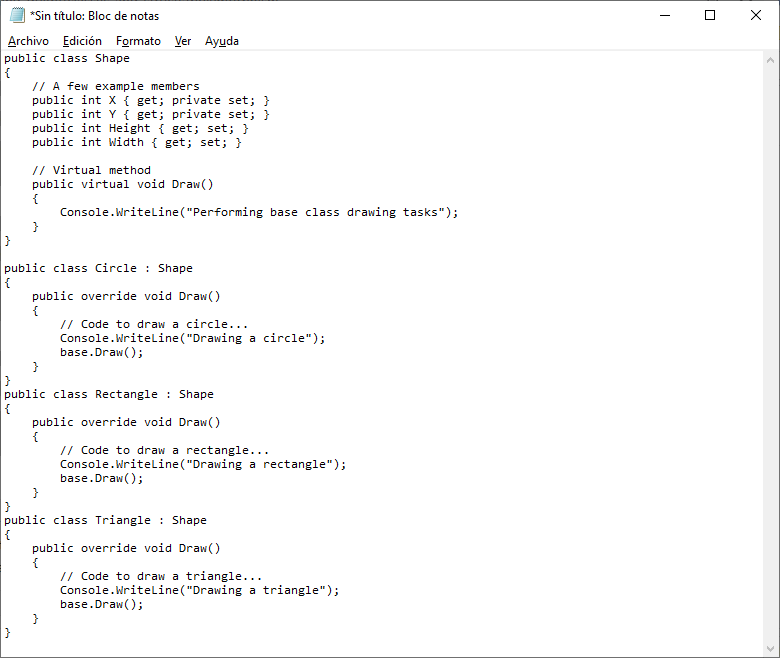 *Sin título: Bloc de notas
Archivo Edición Formato Ver Ayuda
public class Shape
{
    // A few example members
    public int X { get; private set; }
    public int Y { get; private set; }
    public int Height { get; set; }
    public int Width { get; set; }

    // Virtual method
    public virtual void Draw()
    {
        Console.WriteLine("Performing base class drawing tasks");
    }
}

public class Circle : Shape
{
    public override void Draw()
    {
        // Code to draw a circle...
        Console.WriteLine("Drawing a circle");
        base.Draw();
    }
}
public class Rectangle : Shape
{
    public override void Draw()
    {
        // Code to draw a rectangle...
        Console.WriteLine("Drawing a rectangle");
        base.Draw();
    }
}
public class Triangle : Shape
{
    public override void Draw()
    {
        // Code to draw a triangle...
        Console.WriteLine("Drawing a triangle");
        base.Draw();
    }
}